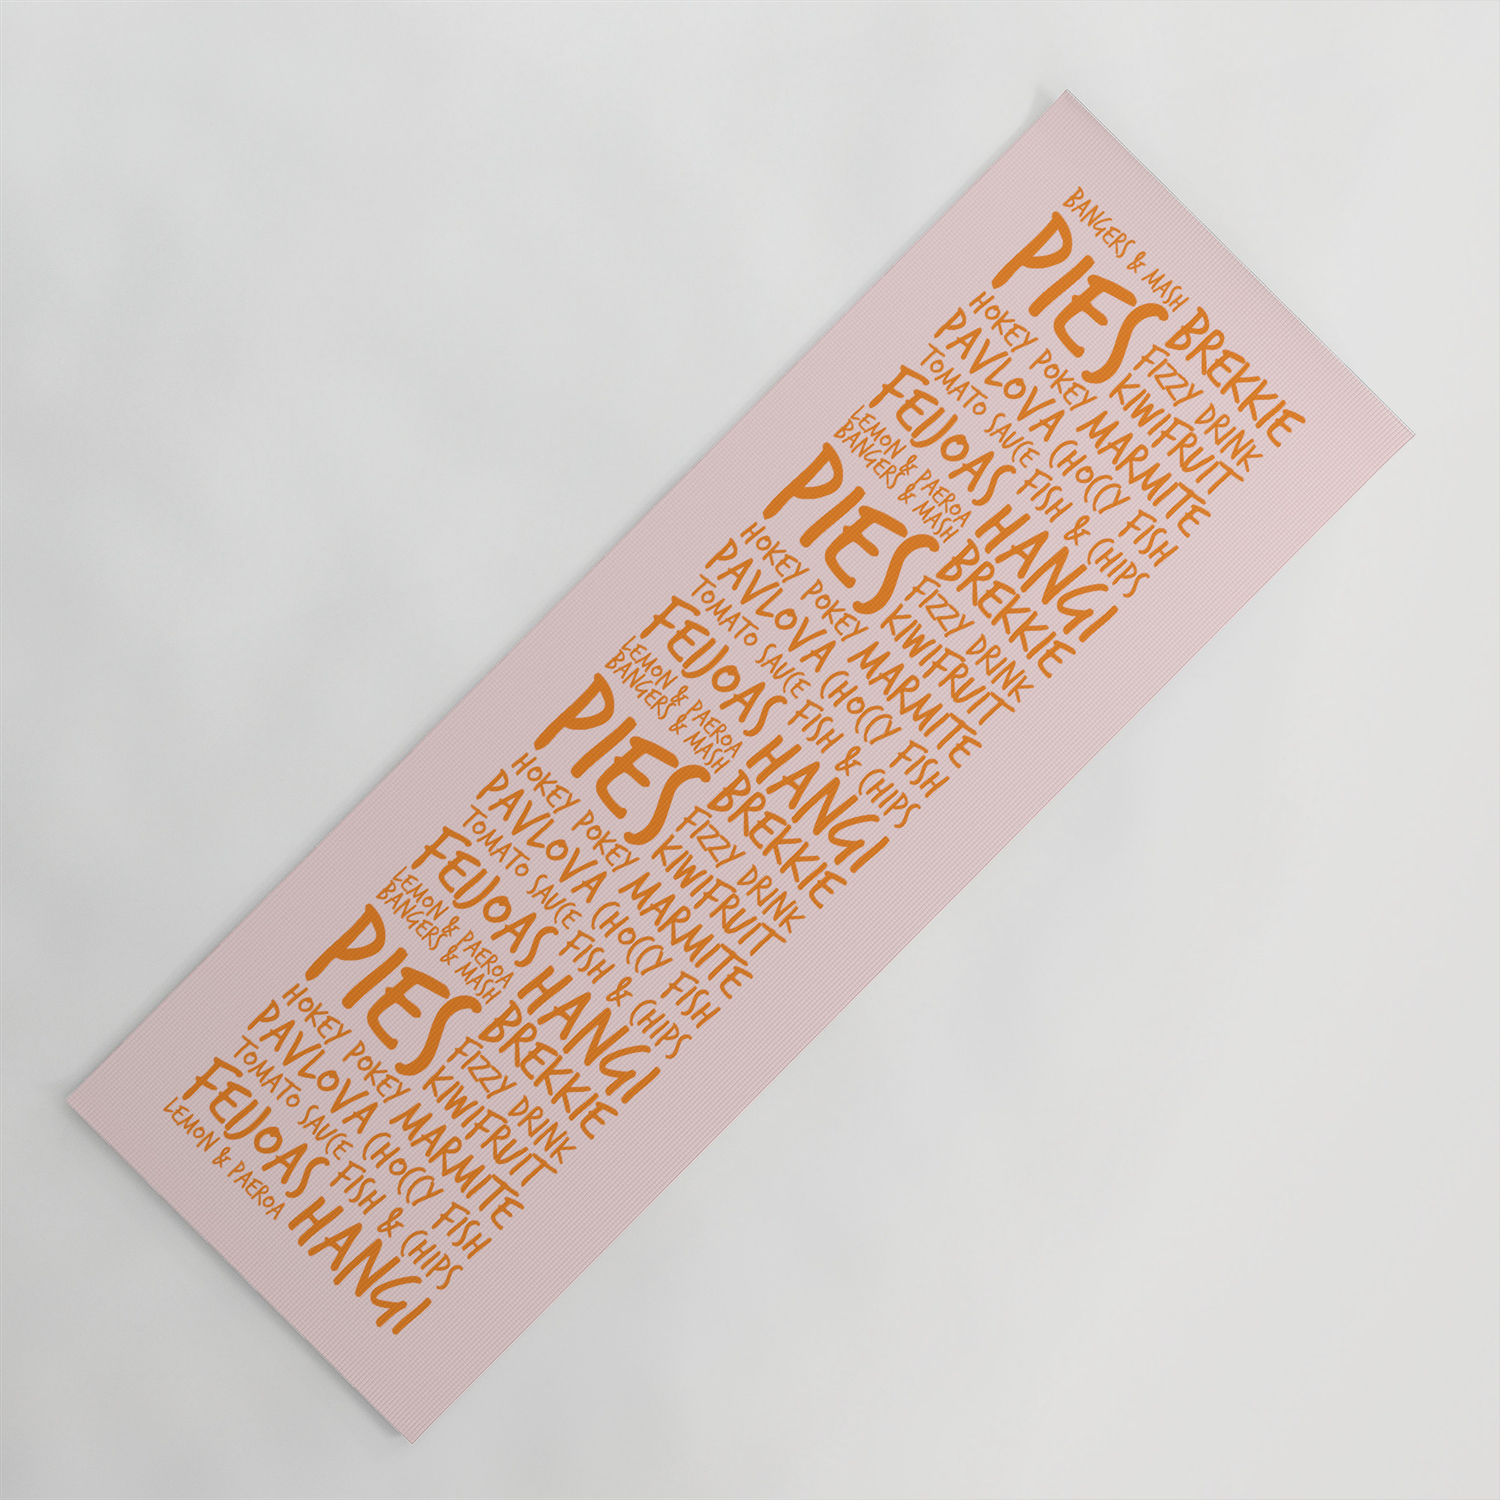 BANGERS & MASH
PIES BREKKIE
FIZZY DRINK
KIWIFRUIT
HOKEY POKEY MARMITE
PAVLOVA CHOCCY FISH
TOMATO SAUCE FISH & CHIPS
FEIJOAS HANGI
LEMON & PAEROA
BANGERS & MASH
PIES BREKKIE
FIZZY DRINK
KIWIFRUIT
HOKEY POKEY MARMITE
PAVLOVA CHOCCY FISH
TOMATO SAUCE FISH & CHIPS
FEIJOAS HANGI
LEMON & PAEROA
BANGERS & MASH
PIES BREKKIE
FIZZY DRINK
KIWIFRUIT
HOKEY POKEY MARMITE
PAVLOVA CHOCCY FISH
TOMATO SAUCE FISH & CHIPS
FEIJOAS HANGI
LEMON & PAEROA
BANGERS & MASH
PIES BREKKIE
FIZZY DRINK
KIWIFRUIT
HOKEY POKEY MARMITE
PAVLOVA CHOCCY FISH
TOMATO SAUCE FISH & CHIPS
FEIJOAS HANGI
LEMON & PAEROA